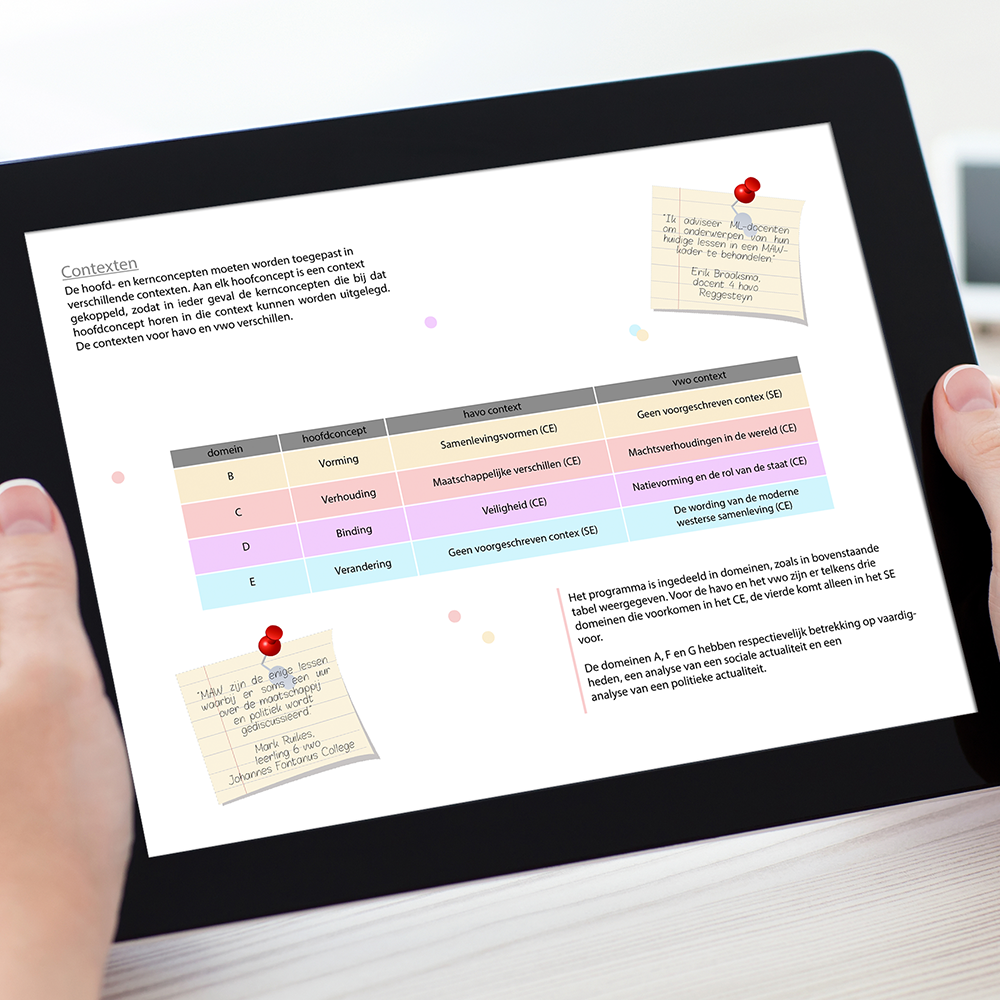 Contexten
De hoofd- en kernconcepten moeten worden toegepast in
verschillende contexten. Aan elk hoofconcept is een context
gekoppeld, zodat in ieder geval de kernconcepten die bij dat
hoofdconcept horen in die context kunnen worden uitgelegd.
De contexten voor havo en vwo verschillen.
"Ik adviseer ML-docenten
om onderwerpen van hun
huidige lessen in een MAW-
kader te behandelen"
Erik Brooksma,
docent 4 havo
Reggesteyn
domein hoofdconcept havo context vwo context
B Vorming Samenlevingsvormen (CE) Geen voorgeschreven contex (SE)
C Verhouding Maatschappelijke verschillen (CE) Machtsverhoudingen in de wereld (CE)
D Binding Veiligheid (CE) Natievorming en de rol van de staat (CE)
E Verandering Geen voorgeschreven contex (SE) De wording van de moderne
westerse samenleving (CE)
Het programma is ingedeeld in domeinen, zoals in bovenstaande
tabel weergegeven. Voor de havo en het vwo zijn er telkens drie
domeinen die voorkomen in het CE, de vierde komt alleen in het SE
voor.
De domeinen A, F en G hebben respectievelijk betrekking op vaardig-
heden, een analyse van een sociale actualiteit en een
analyse van een politieke actualiteit.
"MAW zijn de enige lessen
waarbij er soms een uur
over de maatschappij
en politiek wordt
gediscussieerd"
Mark Ruikes,
leerling 6 vwo
Johannes Fontanus College